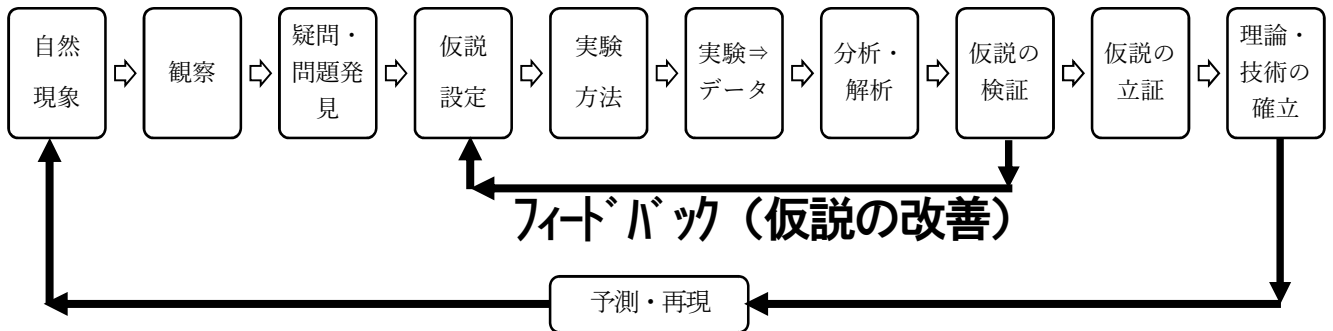 自然
現象
観察
疑問・
問題発
見
仮説
設定
実験
方法
実験⇒
データ
分析・
解析
仮説の
検証
仮説の
立証
理論・
技術の
確立
フィードバック（仮説の改善）
予測・再現